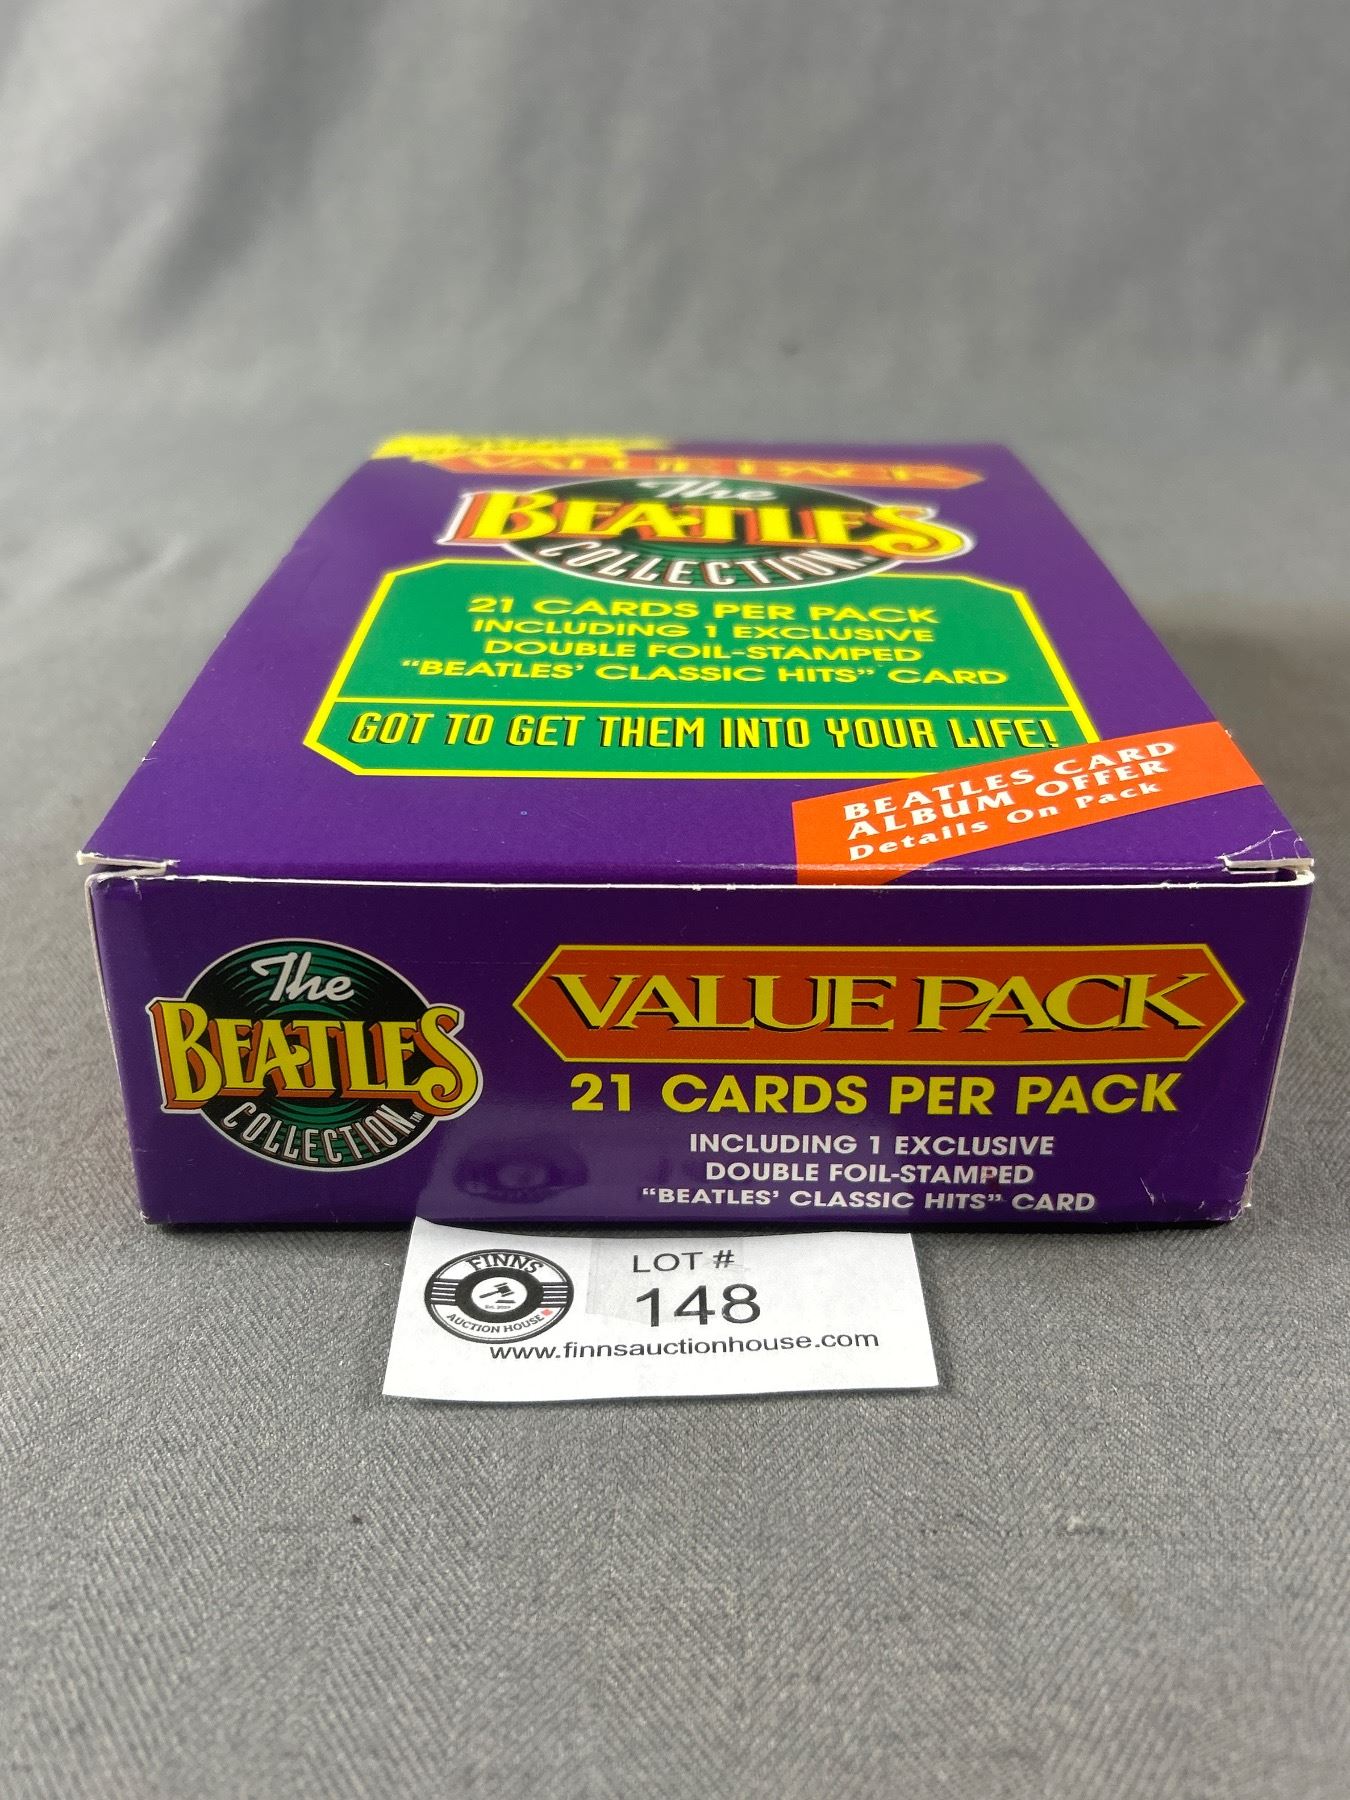 VALUE PACK
The
BEATLES
COLLECTION
21 CARDS PER PACK
INCLUDING 1 EXCLUSIVE
DOUBLE FOIL-STAMPED
“BEATLES’ CLASSIC HITS” CARD
GOT TO GET THEM INTO YOUR LIFE!
BEATLES CARD
ALBUM OFFER
Details On Pack
The
BEATLES
COLLECTION™
VALUE PACK
21 CARDS PER PACK
INCLUDING 1 EXCLUSIVE
DOUBLE FOIL-STAMPED
“BEATLES’ CLASSIC HITS” CARD
FINNS
AUCTION HOUSE
LOT #
148
www.finnsauctionhouse.com